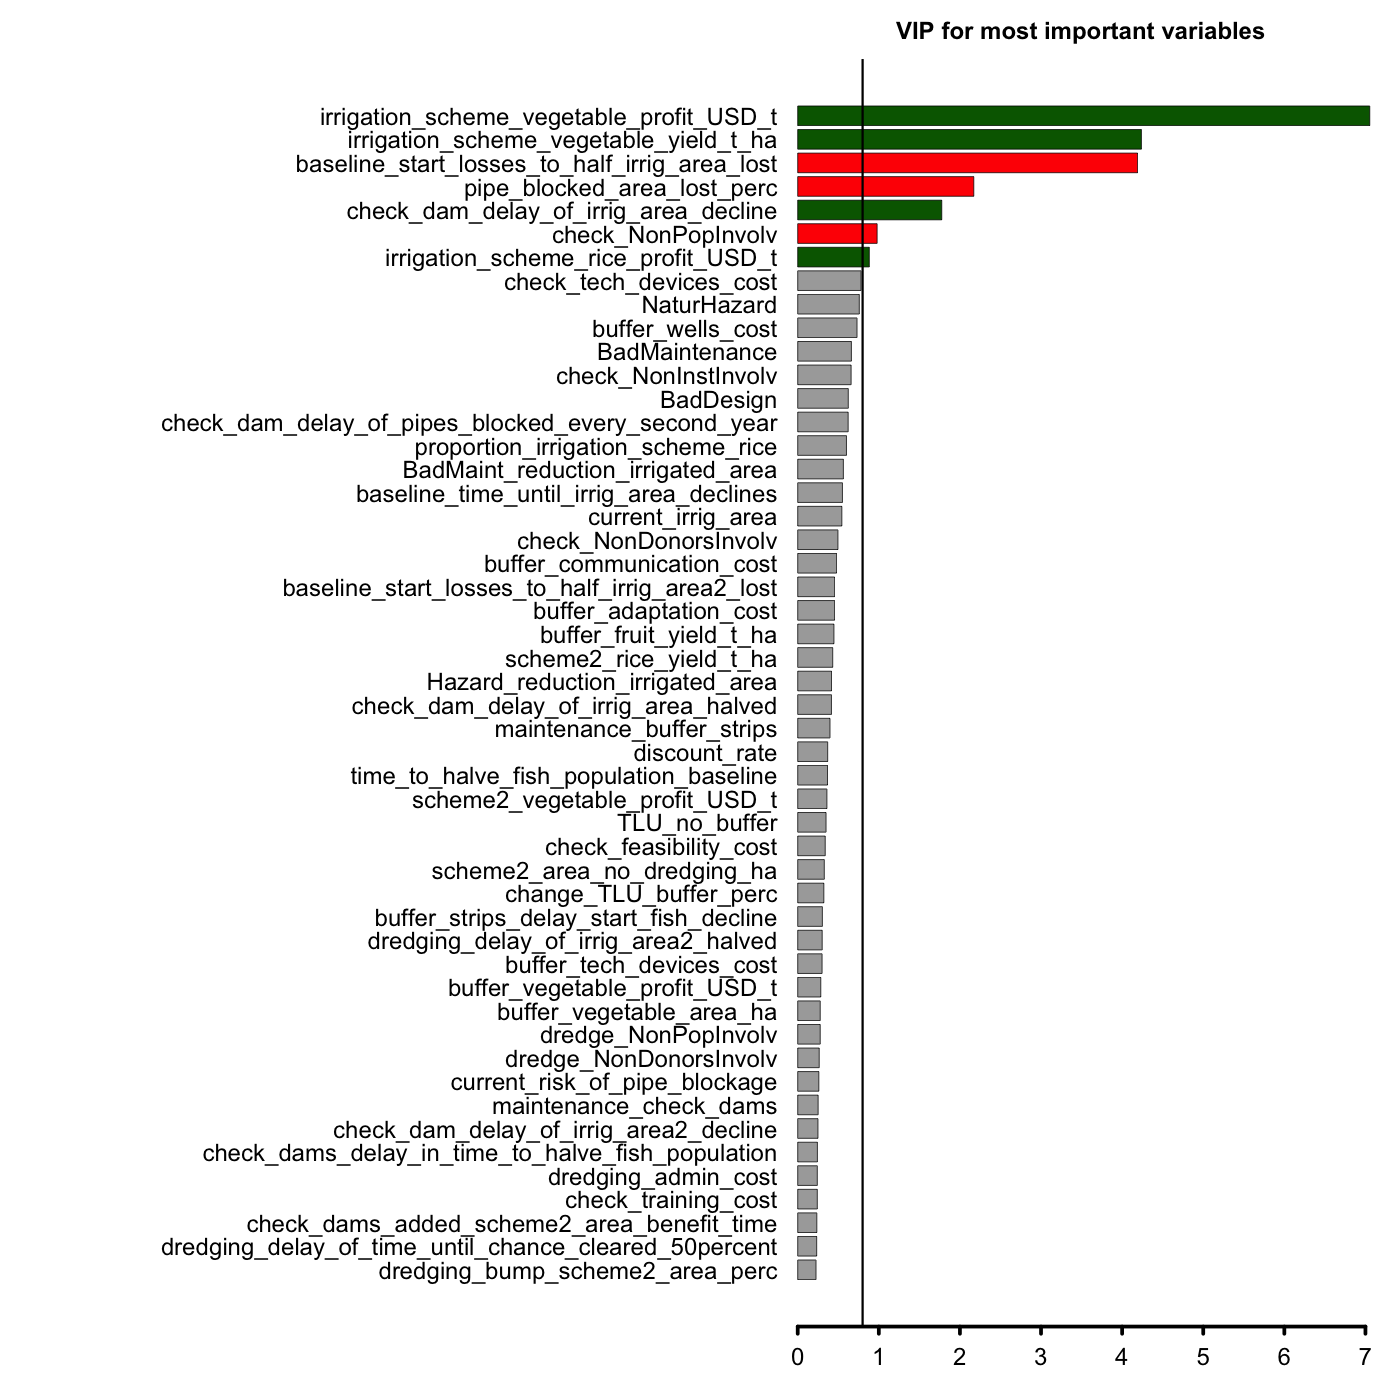 VIP for most important variables
irrigation_scheme_vegetable_profit_USD_t
irrigation_scheme_vegetable_yield_t_ha
baseline_start_losses_to_half_irrig_area_lost
pipe_blocked_area_lost_perc
check_dam_delay_of_irrig_area_decline
check_NonPopInvolv
irrigation_scheme_rice_profit_USD_t
check_tech_devices_cost
NaturHazard
buffer_wells_cost
BadMaintenance
check_NonInstInvolv
BadDesign
check_dam_delay_of_pipes_blocked_every_second_year
proportion_irrigation_scheme_rice
BadMaint_reduction_irrigated_area
baseline_time_until_irrig_area_declines
current_irrig_area
check_NonDonorsInvolv
buffer_communication_cost
baseline_start_losses_to_half_irrig_area2_lost
buffer_adaptation_cost
buffer_fruit_yield_t_ha
scheme2_rice_yield_t_ha
Hazard_reduction_irrigated_area
check_dam_delay_of_irrig_area_halved
maintenance_buffer_strips
discount_rate
time_to_halve_fish_population_baseline
scheme2_vegetable_profit_USD_t
TLU_no_buffer
check_feasibility_cost
scheme2_area_no_dredging_ha
change_TLU_buffer_perc
buffer_strips_delay_start_fish_decline
dredging_delay_of_irrig_area2_halved
buffer_tech_devices_cost
buffer_vegetable_profit_USD_t
buffer_vegetable_area_ha
dredge_NonPopInvolv
dredge_NonDonorsInvolv
current_risk_of_pipe_blockage
maintenance_check_dams
check_dam_delay_of_irrig_area2_decline
check_dams_delay_in_time_to_halve_fish_population
dredging_admin_cost
check_training_cost
check_dams_added_scheme2_area_benefit_time
dredging_delay_of_time_until_chance_cleared_50percent
dredging_bump_scheme2_area_perc
0 1 2 3 4 5 6 7